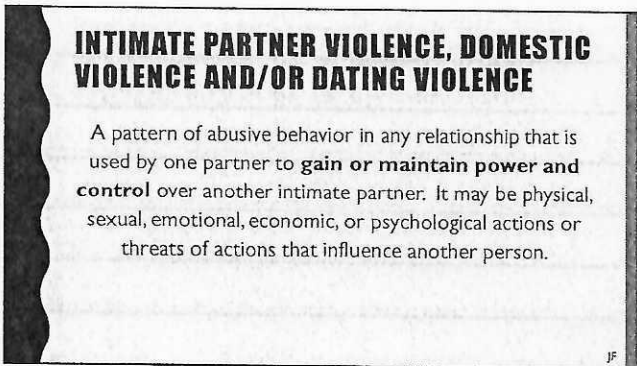 INTIMATE PARTNER VIOLENCE, DOMESTIC
VIOLENCE AND/OR DATING VIOLENCE
A pattern of abusive behavior in any relationship that is
used by one partner to gain or maintain power and
control over another intimate partner. It may be physical,
sexual, emotional, economic, or psychological actions or
threats of actions that influence another person.
JF